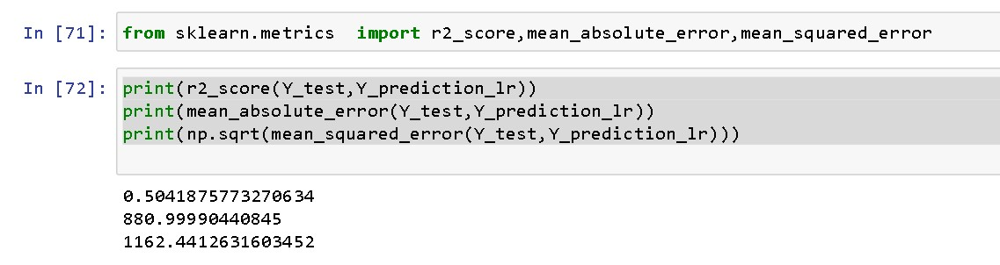 In [71]: from sklearn.metrics  import r2_score,mean_absolute_error,mean_squared_error
In [72]: print(r2_score(Y_test,Y_prediction_lr))
print(mean_absolute_error(Y_test,Y_prediction_lr))
print(np.sqrt(mean_squared_error(Y_test,Y_prediction_lr)))
0.5041875773270634
880.99990440845
1162.4412631603452